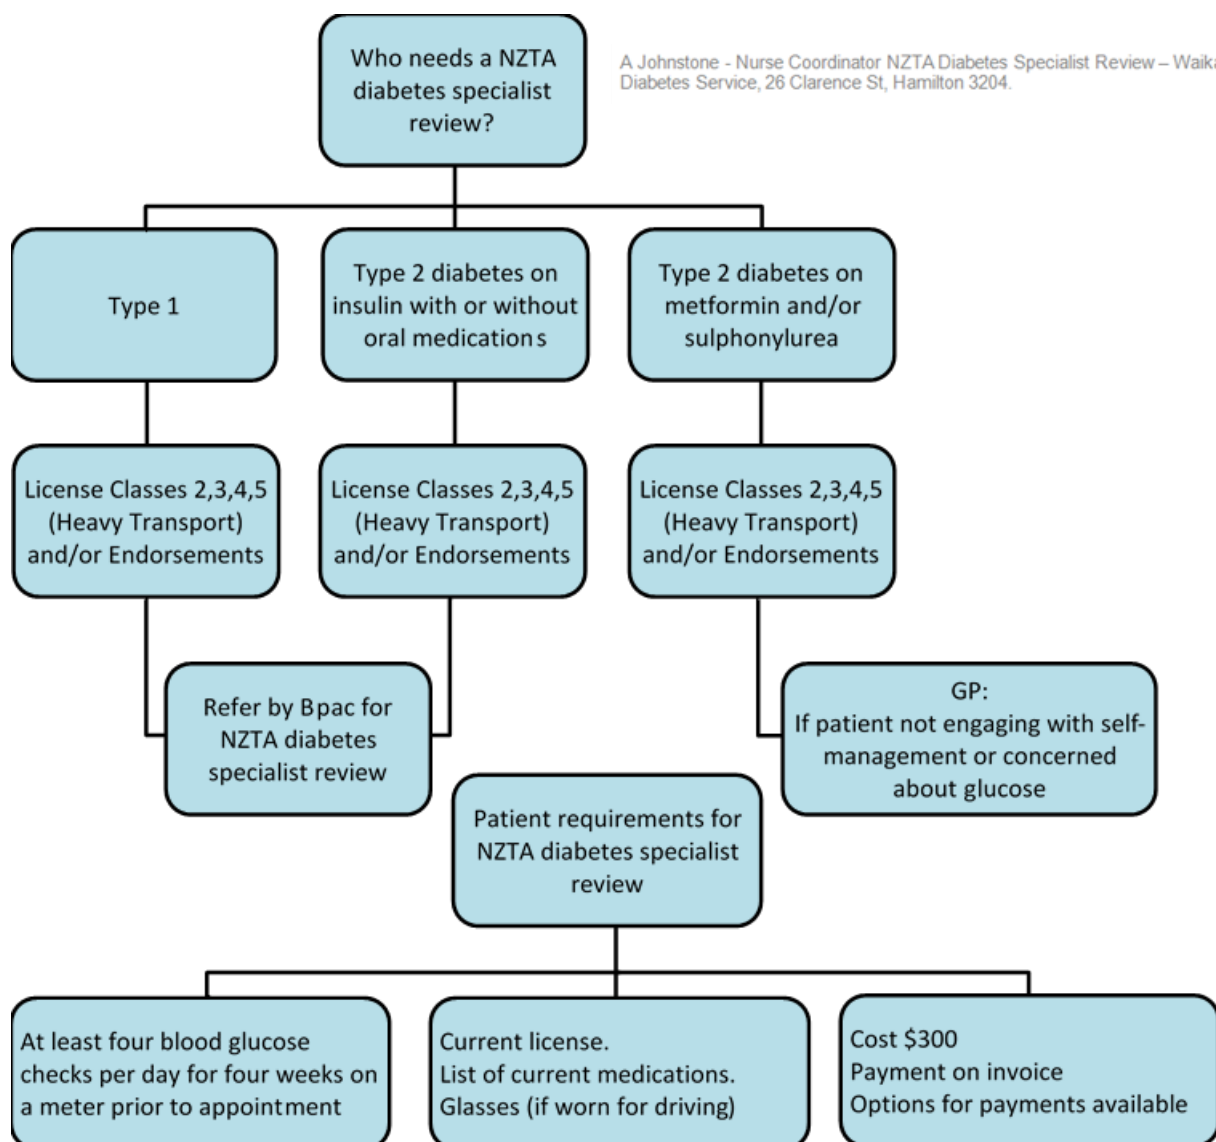 Who needs a NZTA
diabetes specialist
review?
A Johnstone - Nurse Coordinator NZTA Diabetes Specialist Review – Waik
Diabetes Service, 26 Clarence St, Hamilton 3204.
Type 1
Type 2 diabetes on
insulin with or without
oral medications
Type 2 diabetes on
metformin and/or
sulphonylurea
License Classes 2,3,4,5
(Heavy Transport)
and/or Endorsements
License Classes 2,3,4,5
(Heavy Transport)
and/or Endorsements
License Classes 2,3,4,5
(Heavy Transport)
and/or Endorsements
Refer by Bpac for
NZTA diabetes
specialist review
GP:
If patient not engaging with self-
management or concerned
about glucose
Patient requirements for
NZTA diabetes specialist
review
At least four blood glucose
checks per day for four weeks on
a meter prior to appointment
Current license.
List of current medications.
Glasses (if worn for driving)
Cost $300
Payment on invoice
Options for payments available